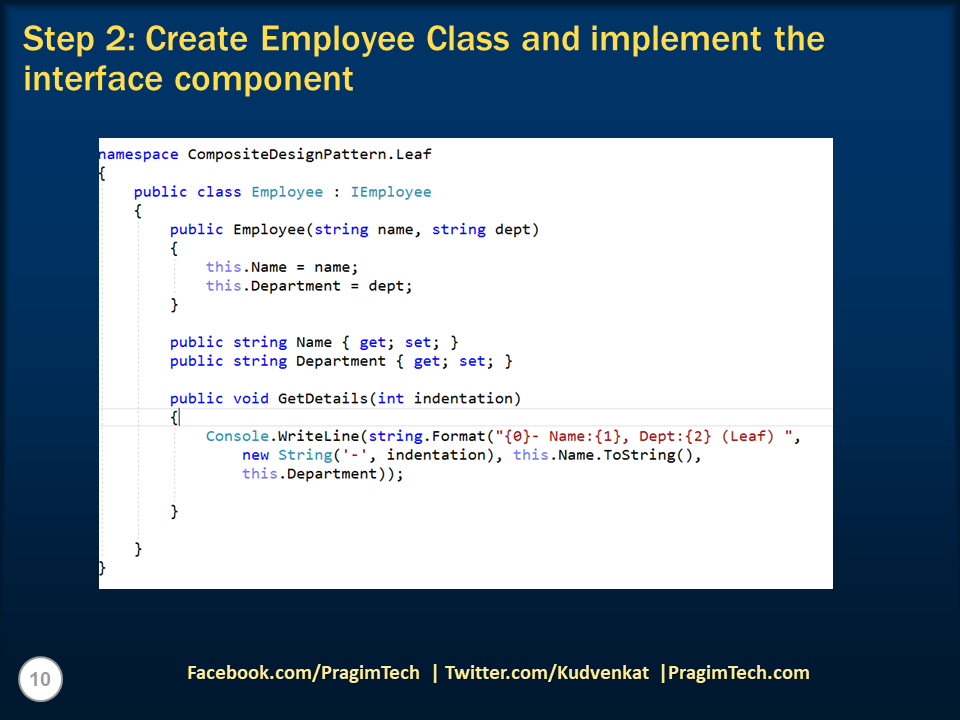 Step 2: Create Employee Class and implement the
interface component
namespace CompositeDesignPattern.Leaf
{
public class Employee : IEmployee
{
public Employee(string name, string dept)
{
this.Name = name;
this.Department = dept;
}
public string Name { get; set; }
public string Department { get; set; }
public void GetDetails(int indentation)
{
Console.WriteLine(string.Format("{0}- Name:{1}, Dept:{2} (Leaf) ",
new String('-', indentation), this.Name.ToString(),
this.Department));
}
}
}
10
Facebook.com/PragimTech | Twitter.com/Kudvenkat |PragimTech.com